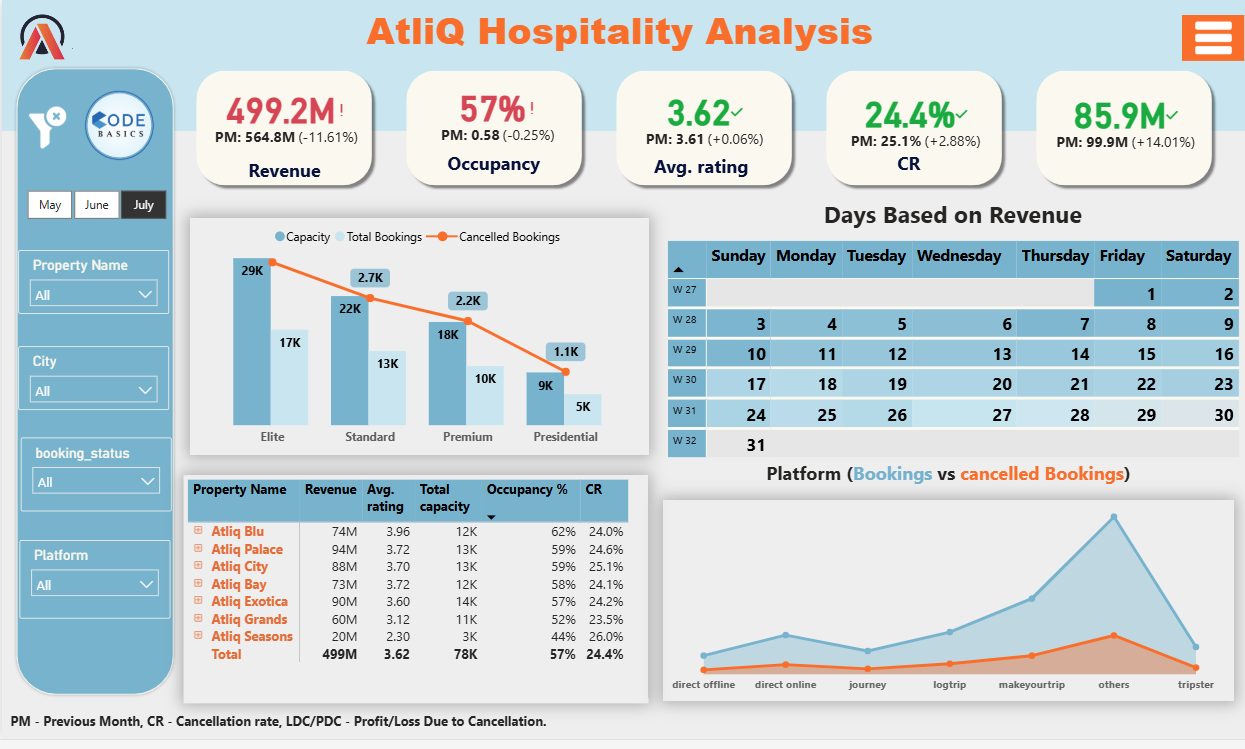 AtliQ Hospitality Analysis
CODE
BASICS
May June July
Property Name
All
City
All
booking_status
All
Platform
All
499.2M!
PM: 564.8M (-11.61%)
Revenue
57%!
PM: 0.58 (-0.25%)
Occupancy
3.62✓
PM: 3.61 (+0.06%)
Avg. rating
24.4%✓
PM: 25.1% (+2.88%)
CR
85.9M✓
PM: 99.9M (+14.01%)
Capacity Total Bookings Cancelled Bookings
29K
17K
2.7K
22K
13K
2.2K
18K
10K
1.1K
9K
5K
Elite Standard Premium Presidential
Days Based on Revenue
Sunday Monday Tuesday Wednesday Thursday Friday Saturday
W 27 1 2
W 28 3 4 5 6 7 8 9
W 29 10 11 12 13 14 15 16
W 30 17 18 19 20 21 22 23
W 31 24 25 26 27 28 29 30
W 32 31
Property Name Revenue Avg. rating Total capacity Occupancy % CR
Atliq Blu 74M 3.96 12K 62% 24.0%
Atliq Palace 94M 3.72 13K 59% 24.6%
Atliq City 88M 3.70 13K 59% 25.1%
Atliq Bay 73M 3.72 12K 58% 24.1%
Atliq Exotica 90M 3.60 14K 57% 24.2%
Atliq Grands 60M 3.12 11K 52% 23.5%
Atliq Seasons 20M 2.30 3K 44% 26.0%
Total 499M 3.62 78K 57% 24.4%
Platform (Bookings vs cancelled Bookings)
direct offline direct online journey logtrip makeyourtrip others tripster
PM - Previous Month, CR - Cancellation rate, LDC/PDC - Profit/Loss Due to Cancellation.